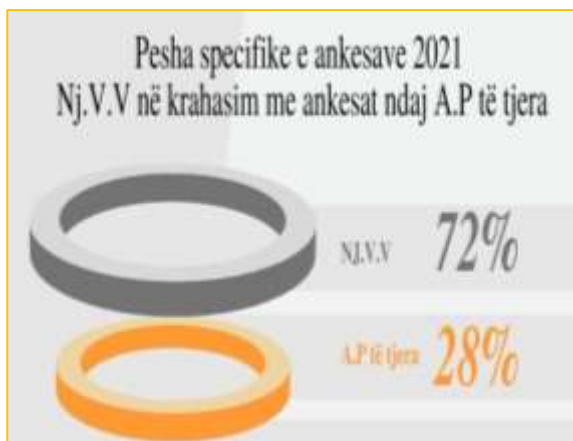 Pesha specifike e ankesave 2021
Nj.V.V në krahasim me ankesat ndaj A.P të tjera
NJ.V.V 72%
A.P të tjera 28%